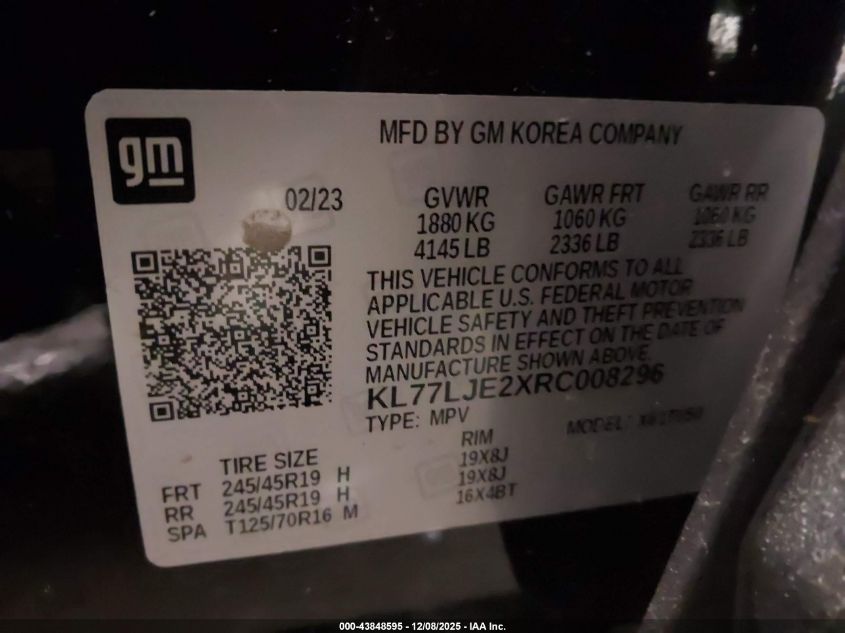 gm
MFD BY GM KOREA COMPANY
02/23
GVWR GAWR FRT GAWR RR
1880 KG 1060 KG 1060 KG
4145 LB 2336 LB 2336 LB
THIS VEHICLE CONFORMS TO ALL
APPLICABLE U.S. FEDERAL MOTOR
VEHICLE SAFETY AND THEFT PREVENTION
STANDARDS IN EFFECT ON THE DATE OF
MANUFACTURE SHOWN ABOVE.
KL77LJE2XRC008296
TYPE: MPV MODEL:
TIRE SIZE RIM
FRT 245/45R19 H 19X8J
RR 245/45R19 H 19X8J
SPA T125/70R16 M 16X4BT
000-43848595 - 12/08/2025 - IAA Inc.